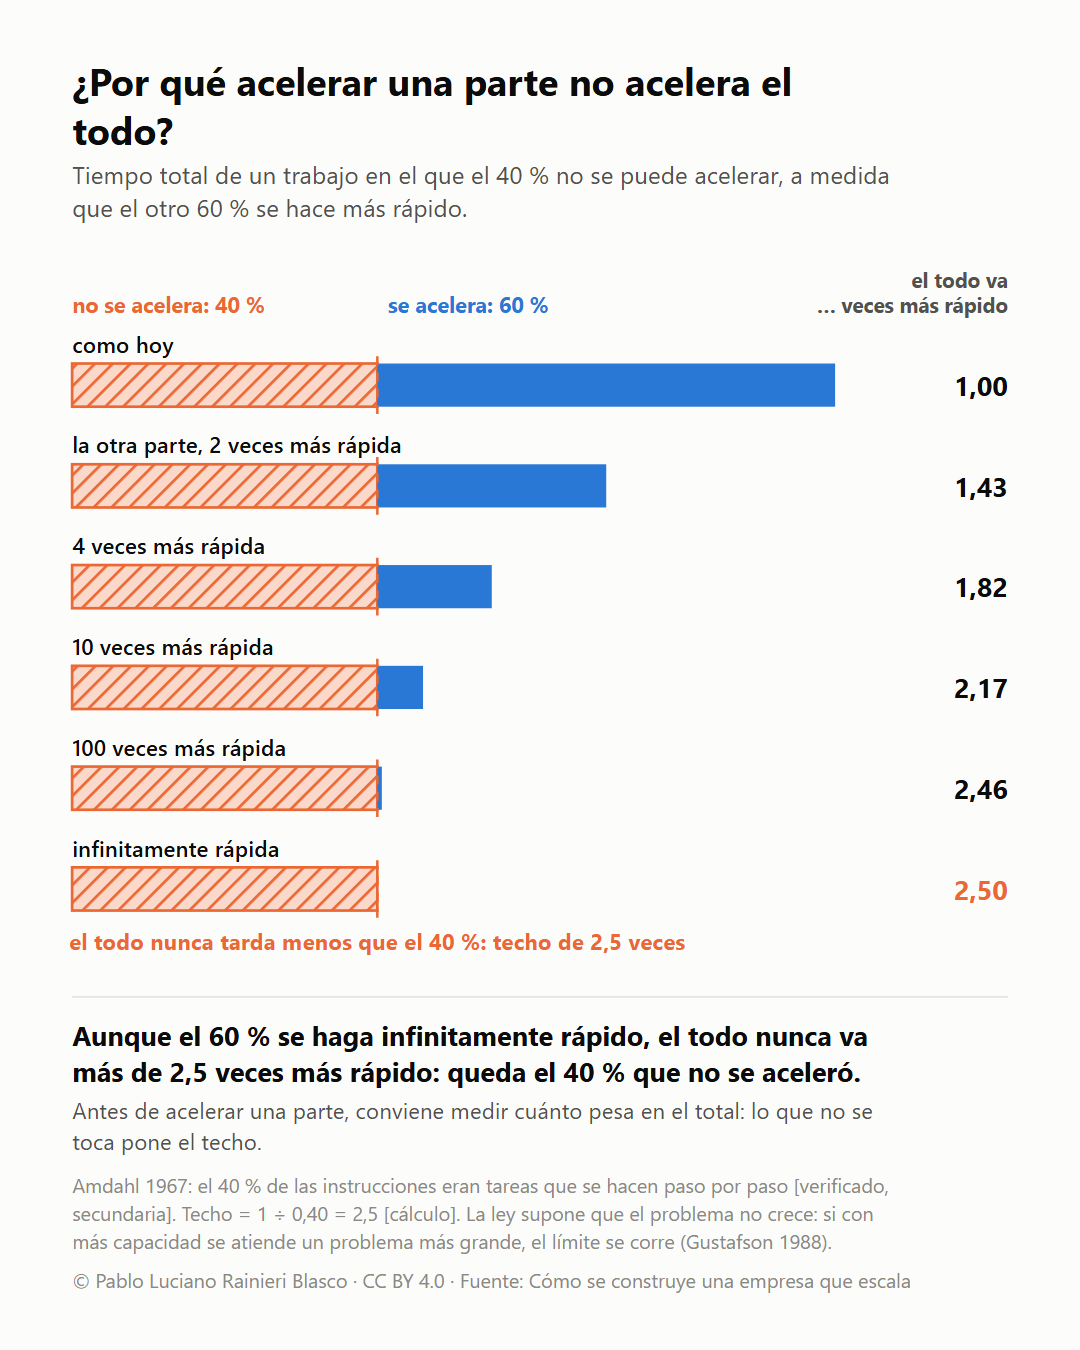 ¿Por qué acelerar una parte no acelera el
todo?
Tiempo total de un trabajo en el que el 40 % no se puede acelerar, a medida
que el otro 60 % se hace más rápido.
el todo va
no se acelera: 40 %
se acelera: 60 %
... veces más rápido
como hoy
1,00
la otra parte, 2 veces más rápida
1,43
4 veces más rápida
1,82
10 veces más rápida
2,17
100 veces más rápida
2,46
infinitamente rápida
2,50
el todo nunca tarda menos que el 40 %: techo de 2,5 veces
Aunque el 60 % se haga infinitamente rápido, el todo nunca va
más de 2,5 veces más rápido: queda el 40 % que no se aceleró.
Antes de acelerar una parte, conviene medir cuánto pesa en el total: lo que no se
toca pone el techo.
Amdahl 1967: el 40 % de las instrucciones eran tareas que se hacen paso por paso [verificado,
secundaria]. Techo = 1 ÷ 0,40 = 2,5 [cálculo]. La ley supone que el problema no crece: si con
más capacidad se atiende un problema más grande, el límite se corre (Gustafson 1988).
© Pablo Luciano Rainieri Blasco · CC BY 4.0 · Fuente: Cómo se construye una empresa que escala